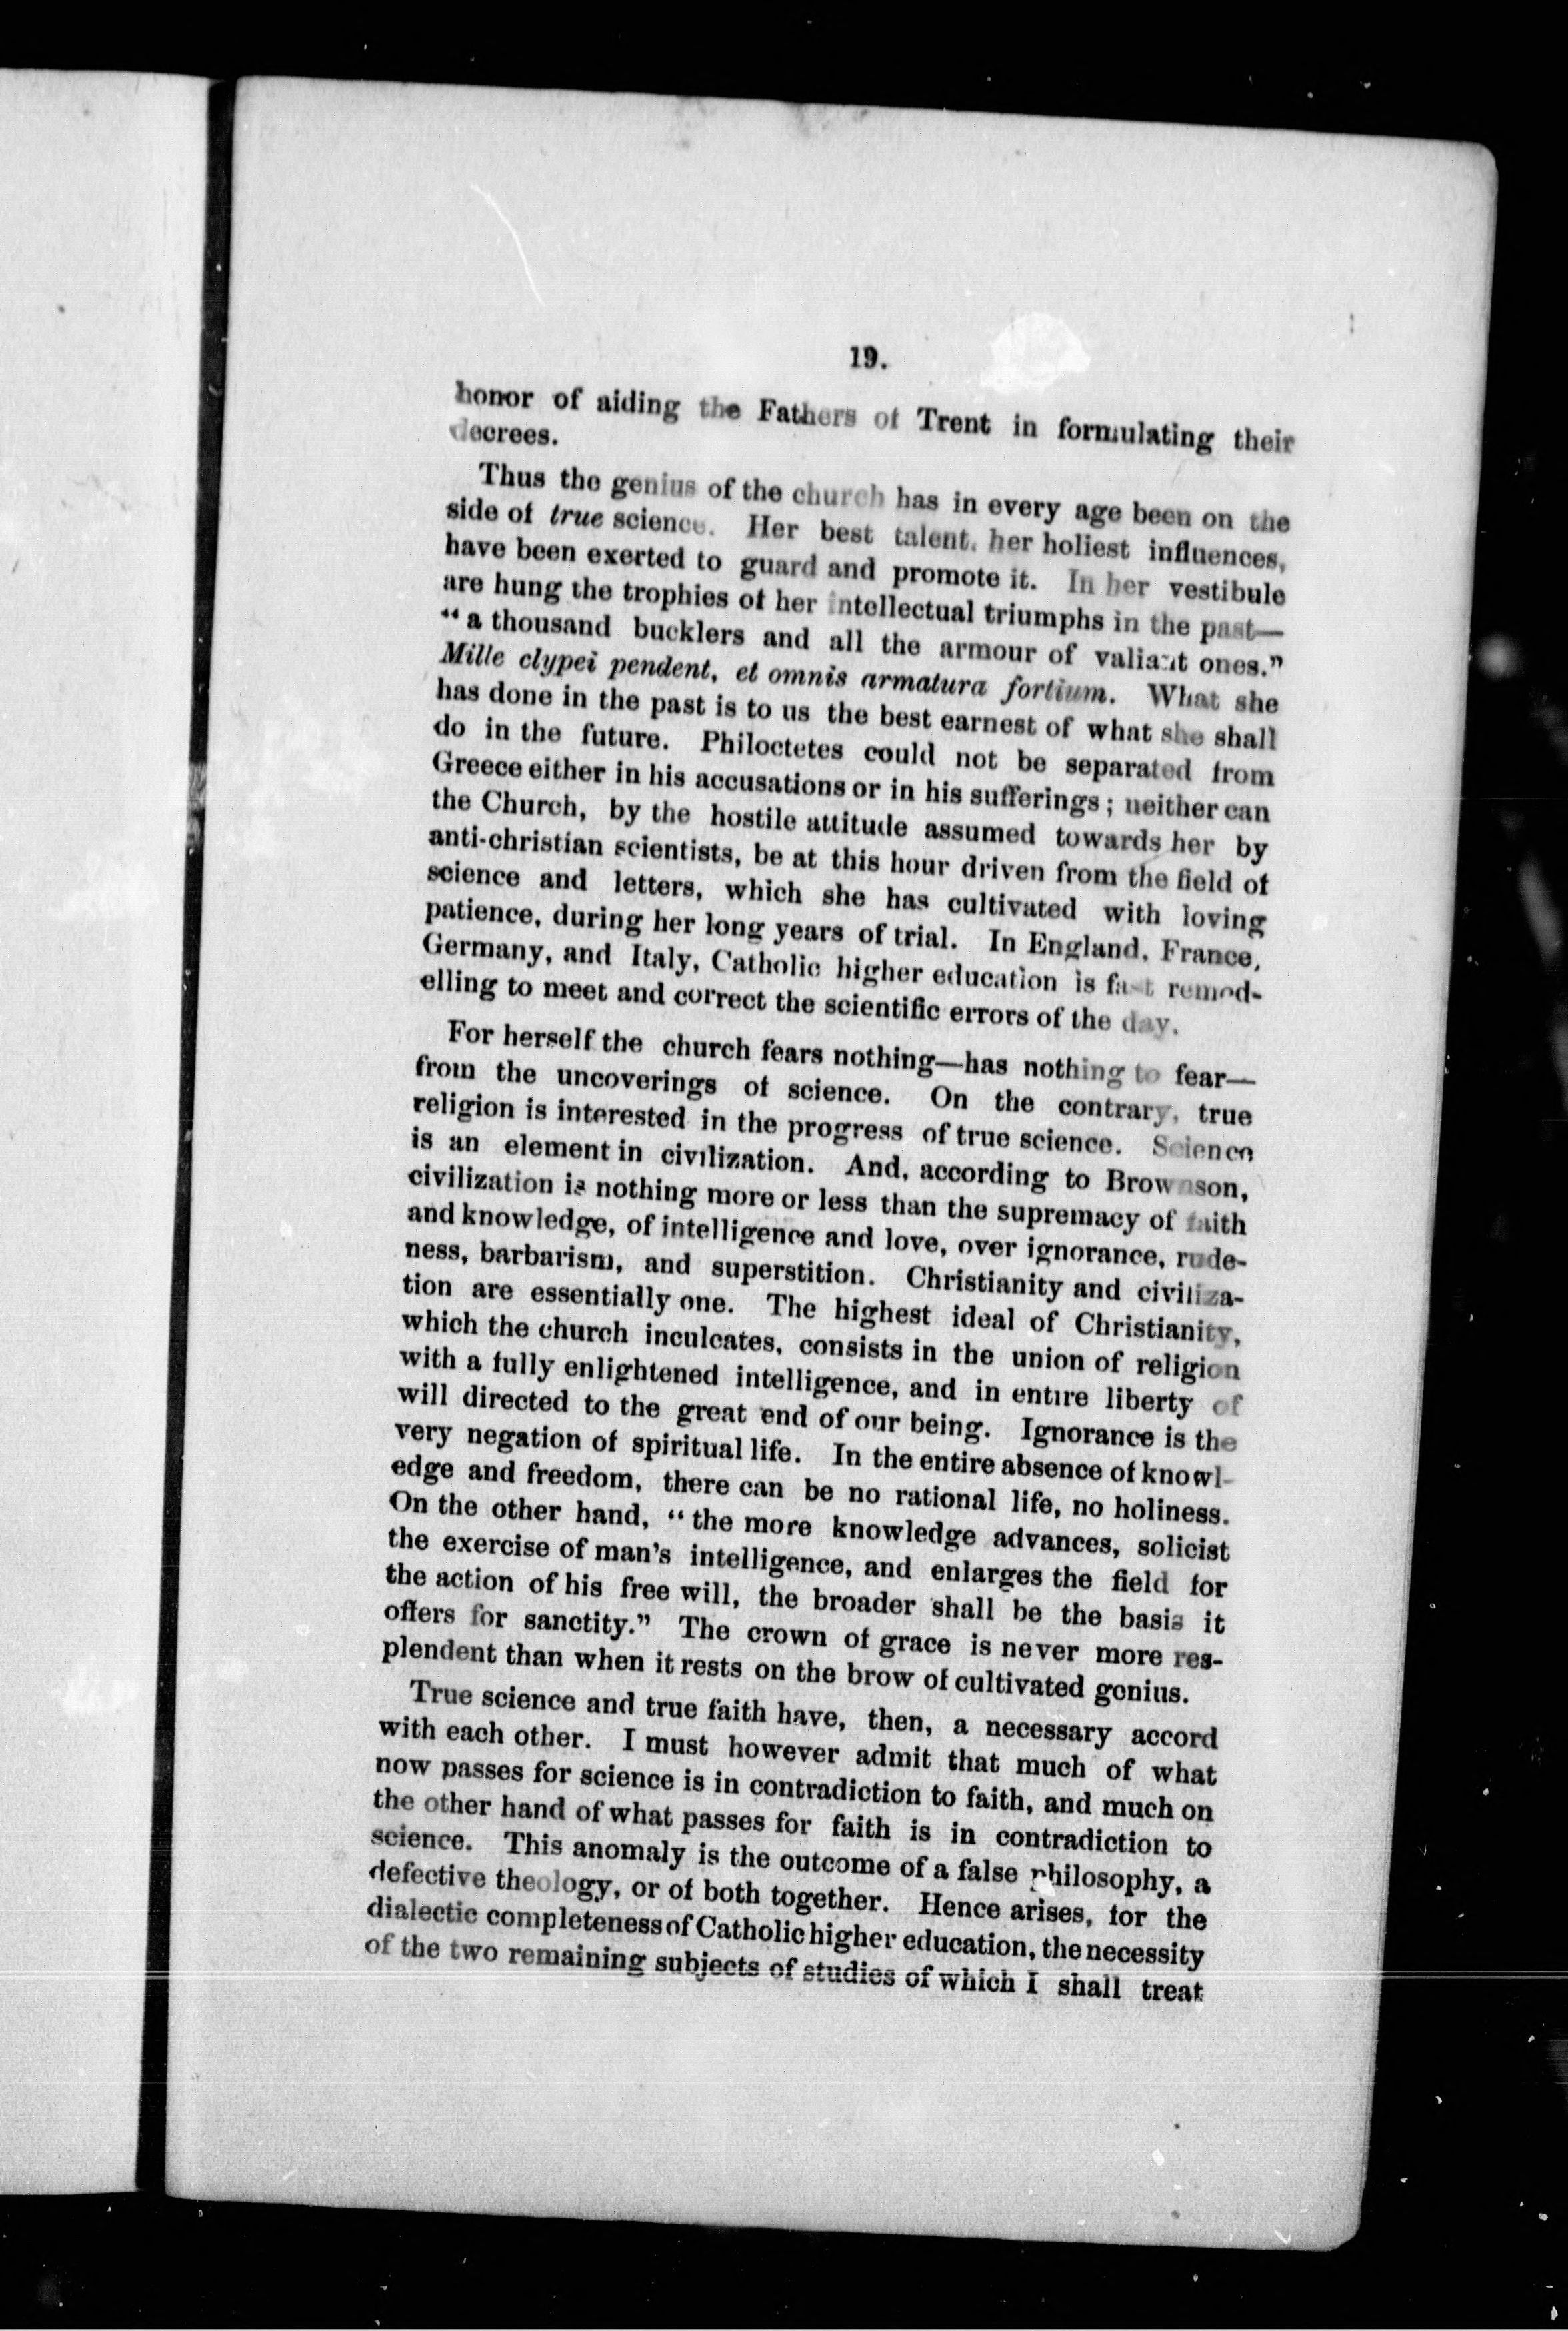 19.
honor of aiding the Fathers of Trent in formulating their
decrees.
Thus the genius of the church has in every age been on the
side of true science. Her best talent, her holiest influences,
have been exerted to guard and promote it. In her vestibule
are hung the trophies of her intellectual triumphs in the past—
“a thousand bucklers and all the armour of valiant ones.”
Mille clypei pendent, et omnis armatura fortium. What she
has done in the past is to us the best earnest of what she shall
do in the future. Philoctetes could not be separated from
Greece either in his accusations or in his sufferings; neither can
the Church, by the hostile attitude assumed towards her by
anti-christian scientists, be at this hour driven from the field of
science and letters, which she has cultivated with loving
patience, during her long years of trial. In England, France,
Germany, and Italy, Catholic higher education is fast remod-
elling to meet and correct the scientific errors of the day.
For herself the church fears nothing—has nothing to fear—
from the uncoverings of science. On the contrary, true
religion is interested in the progress of true science. Science
is an element in civilization. And, according to Brownson,
civilization is nothing more or less than the supremacy of faith
and knowledge, of intelligence and love, over ignorance, rude-
ness, barbarism, and superstition. Christianity and civiliza-
tion are essentially one. The highest ideal of Christianity,
which the church inculcates, consists in the union of religion
with a fully enlightened intelligence, and in entire liberty of
will directed to the great end of our being. Ignorance is the
very negation of spiritual life. In the entire absence of knowl-
edge and freedom, there can be no rational life, no holiness.
On the other hand, “the more knowledge advances, solicist
the exercise of man's intelligence, and enlarges the field for
the action of his free will, the broader shall be the basis it
offers for sanctity.” The crown of grace is never more res-
plendent than when it rests on the brow of cultivated genius.
True science and true faith have, then, a necessary accord
with each other. I must however admit that much of what
now passes for science is in contradiction to faith, and much on
the other hand of what passes for faith is in contradiction to
science. This anomaly is the outcome of a false philosophy, a
defective theology, or of both together. Hence arises, for the
dialectic completeness of Catholic higher education, the necessity
of the two remaining subjects of studies of which I shall treat